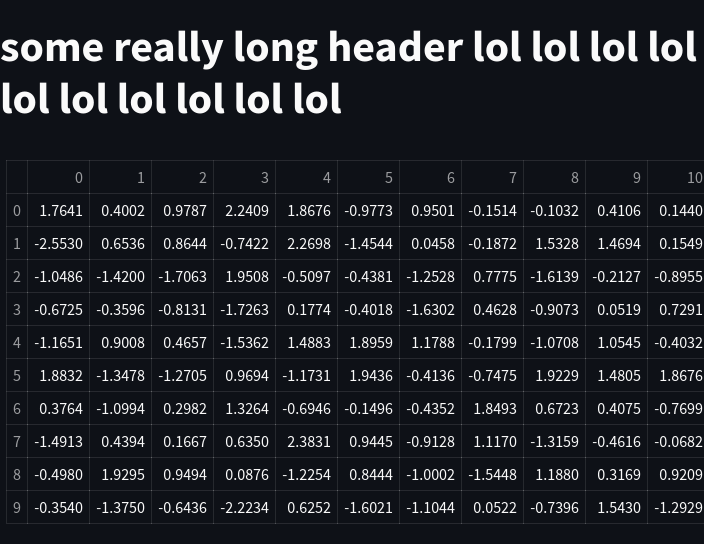 some really long header lol lol lol lol
lol lol lol lol lol lol
0 1 2 3 4 5 6 7 8 9 10
0 1.7641 0.4002 0.9787 2.2409 1.8676 -0.9773 0.9501 -0.1514 -0.1032 0.4106 0.1440
1 -2.5530 0.6536 0.8644 -0.7422 2.2698 -1.4544 0.0458 -0.1872 1.5328 1.4694 0.1549
2 -1.0486 -1.4200 -1.7063 1.9508 -0.5097 -0.4381 -1.2528 0.7775 -1.6139 -0.2127 -0.8955
3 -0.6725 -0.3596 -0.8131 -1.7263 0.1774 -0.4018 -1.6302 0.4628 -0.9073 0.0519 0.7291
4 -1.1651 0.9008 0.4657 -1.5362 1.4883 1.8959 1.1788 -0.1799 -1.0708 1.0545 -0.4032
5 1.8832 -1.3478 -1.2705 0.9694 -1.1731 1.9436 -0.4136 -0.7475 1.9229 1.4805 1.8676
6 0.3764 -1.0994 0.2982 1.3264 -0.6946 -0.1496 -0.4352 1.8493 0.6723 0.4075 -0.7699
7 -1.4913 0.4394 0.1667 0.6350 2.3831 0.9445 -0.9128 1.1170 -1.3159 -0.4616 -0.0682
8 -0.4980 1.9295 0.9494 0.0876 -1.2254 0.8444 -1.0002 -1.5448 1.1880 0.3169 0.9209
9 -0.3540 -1.3750 -0.6436 -2.2234 0.6252 -1.6021 -1.1044 0.0522 -0.7396 1.5430 -1.2929